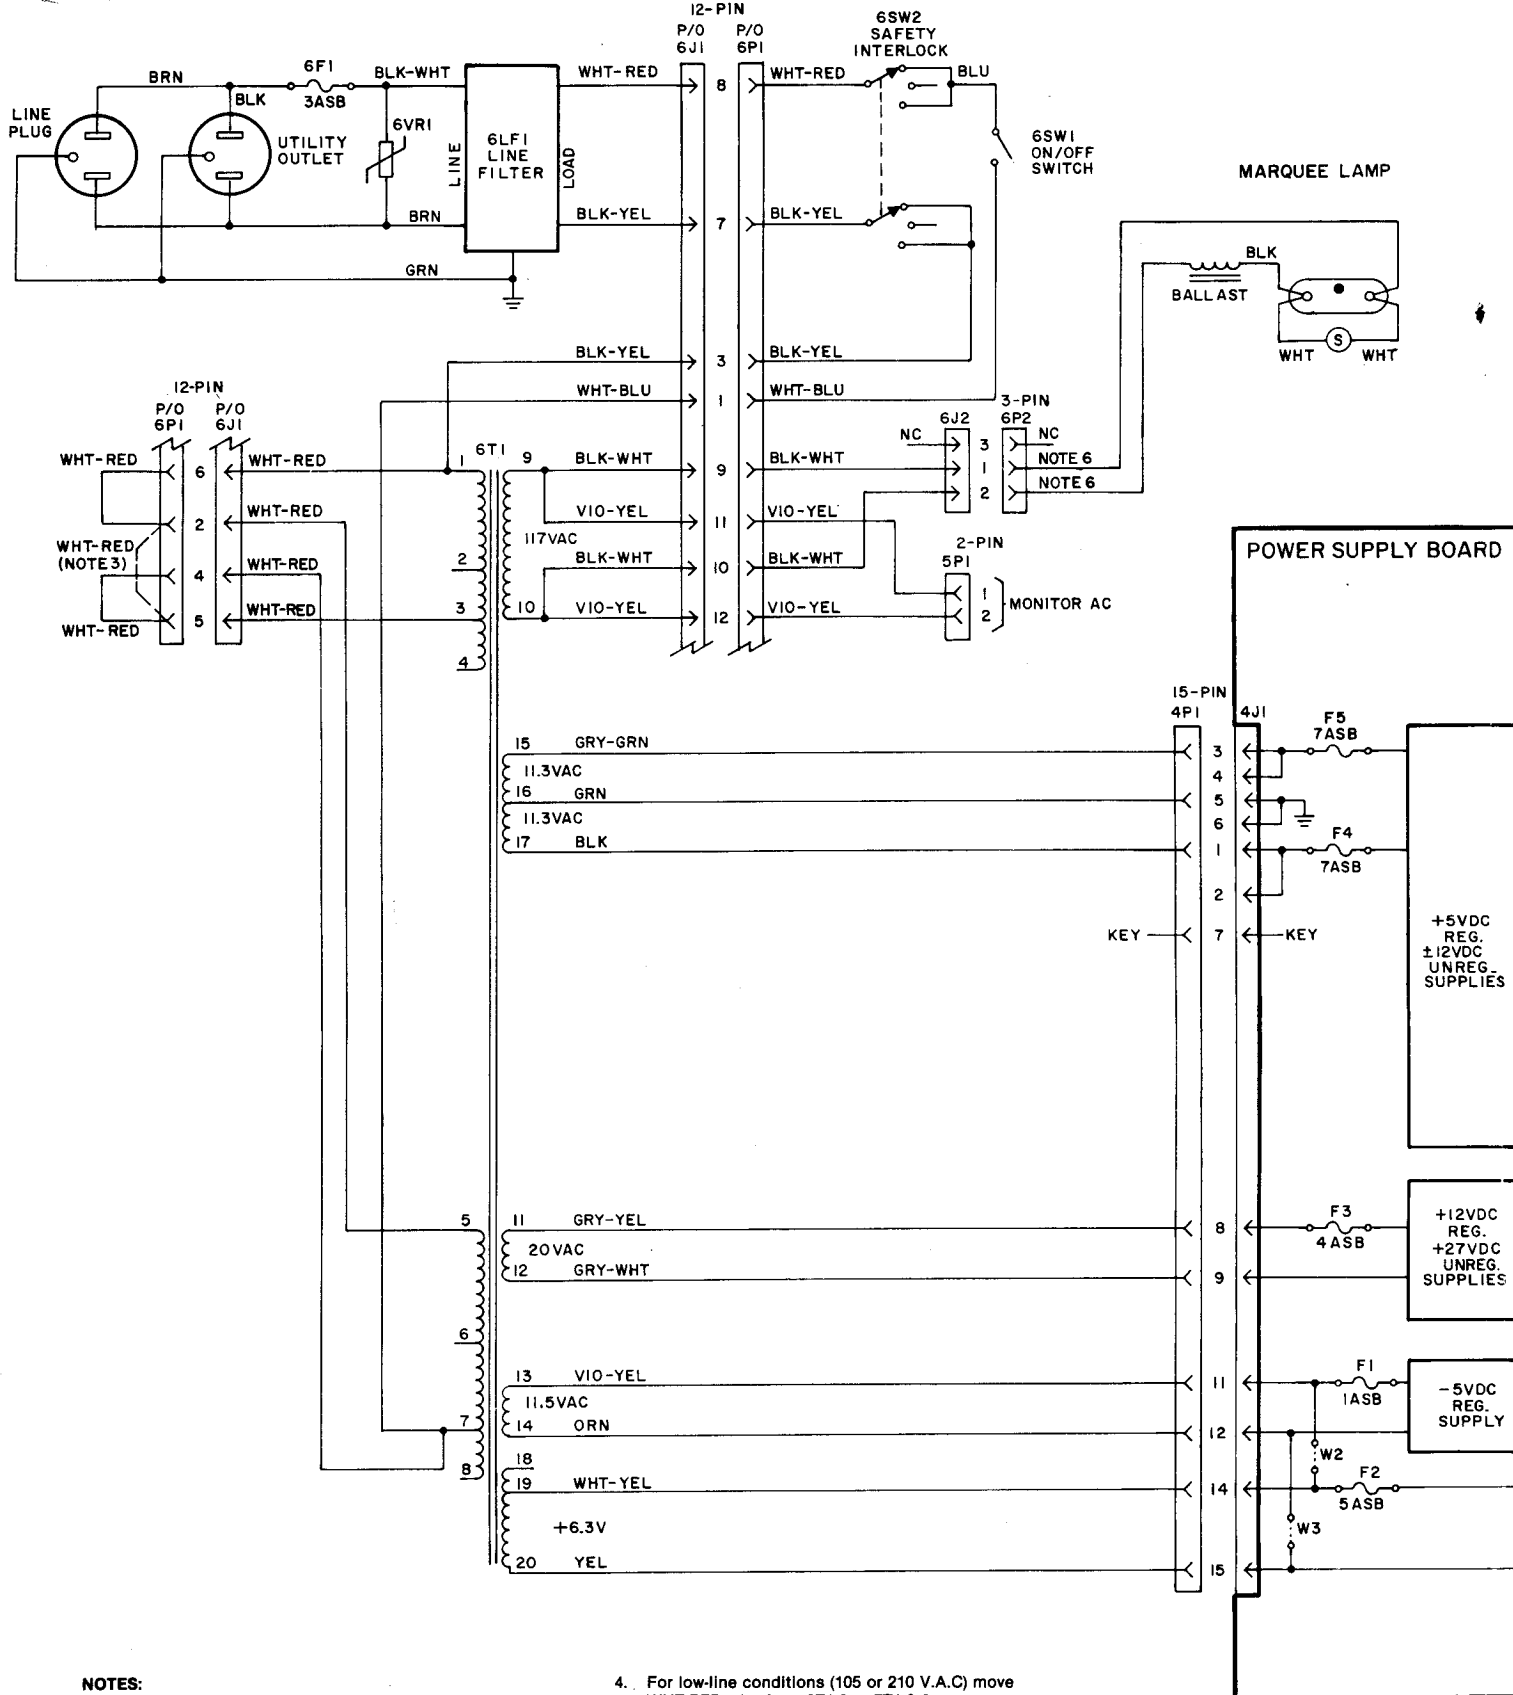 12-PIN
P/O 6J1
P/O 6P1
6SW2
SAFETY
INTERLOCK
BRN
6F1
3ASB
BLK-WHT
WHT-RED
8
WHT-RED
BLU
BLK
LINE
PLUG
UTILITY
OUTLET
6VR1
LINE
6LF1
LINE
FILTER
LOAD
6SW1
ON/OFF
SWITCH
MARQUEE LAMP
BRN
BLK-YEL
7
BLK-YEL
GRN
BLK
BALLAST
S
WHT
WHT
BLK-YEL
3
BLK-YEL
WHT-BLU
1
WHT-BLU
12-PIN
P/O 6P1
P/O 6J1
3-PIN
6J2
6P2
NC
3
NC
WHT-RED
6
WHT-RED
1
6T1
9
BLK-WHT
9
BLK-WHT
1
NOTE 6
2
NOTE 6
WHT-RED
2
VIO-YEL
11
VIO-YEL
117VAC
WHT-RED
(NOTE 3)
4
WHT-RED
2
BLK-WHT
10
BLK-WHT
2-PIN
5P1
1
2
MONITOR AC
WHT-RED
5
WHT-RED
3
10
VIO-YEL
12
VIO-YEL
4
POWER SUPPLY BOARD
15-PIN
4P1
4J1
15
GRY-GRN
3
F5
7ASB
11.3VAC
4
16
GRN
5
11.3VAC
6
17
BLK
1
F4
7ASB
2
KEY
7
KEY
+5VDC
REG.
±12VDC
UNREG.
SUPPLIES
5
11
GRY-YEL
8
F3
4ASB
20VAC
12
GRY-WHT
9
+12VDC
REG.
+27VDC
UNREG.
SUPPLIES
6
13
VIO-YEL
11
F1
1ASB
11.5VAC
7
14
ORN
12
-5VDC
REG.
SUPPLY
W2
8
18
19
WHT-YEL
14
F2
5ASB
+6.3V
W3
20
YEL
15
NOTES:
4. For low-line conditions (105 or 210 V.A.C) move